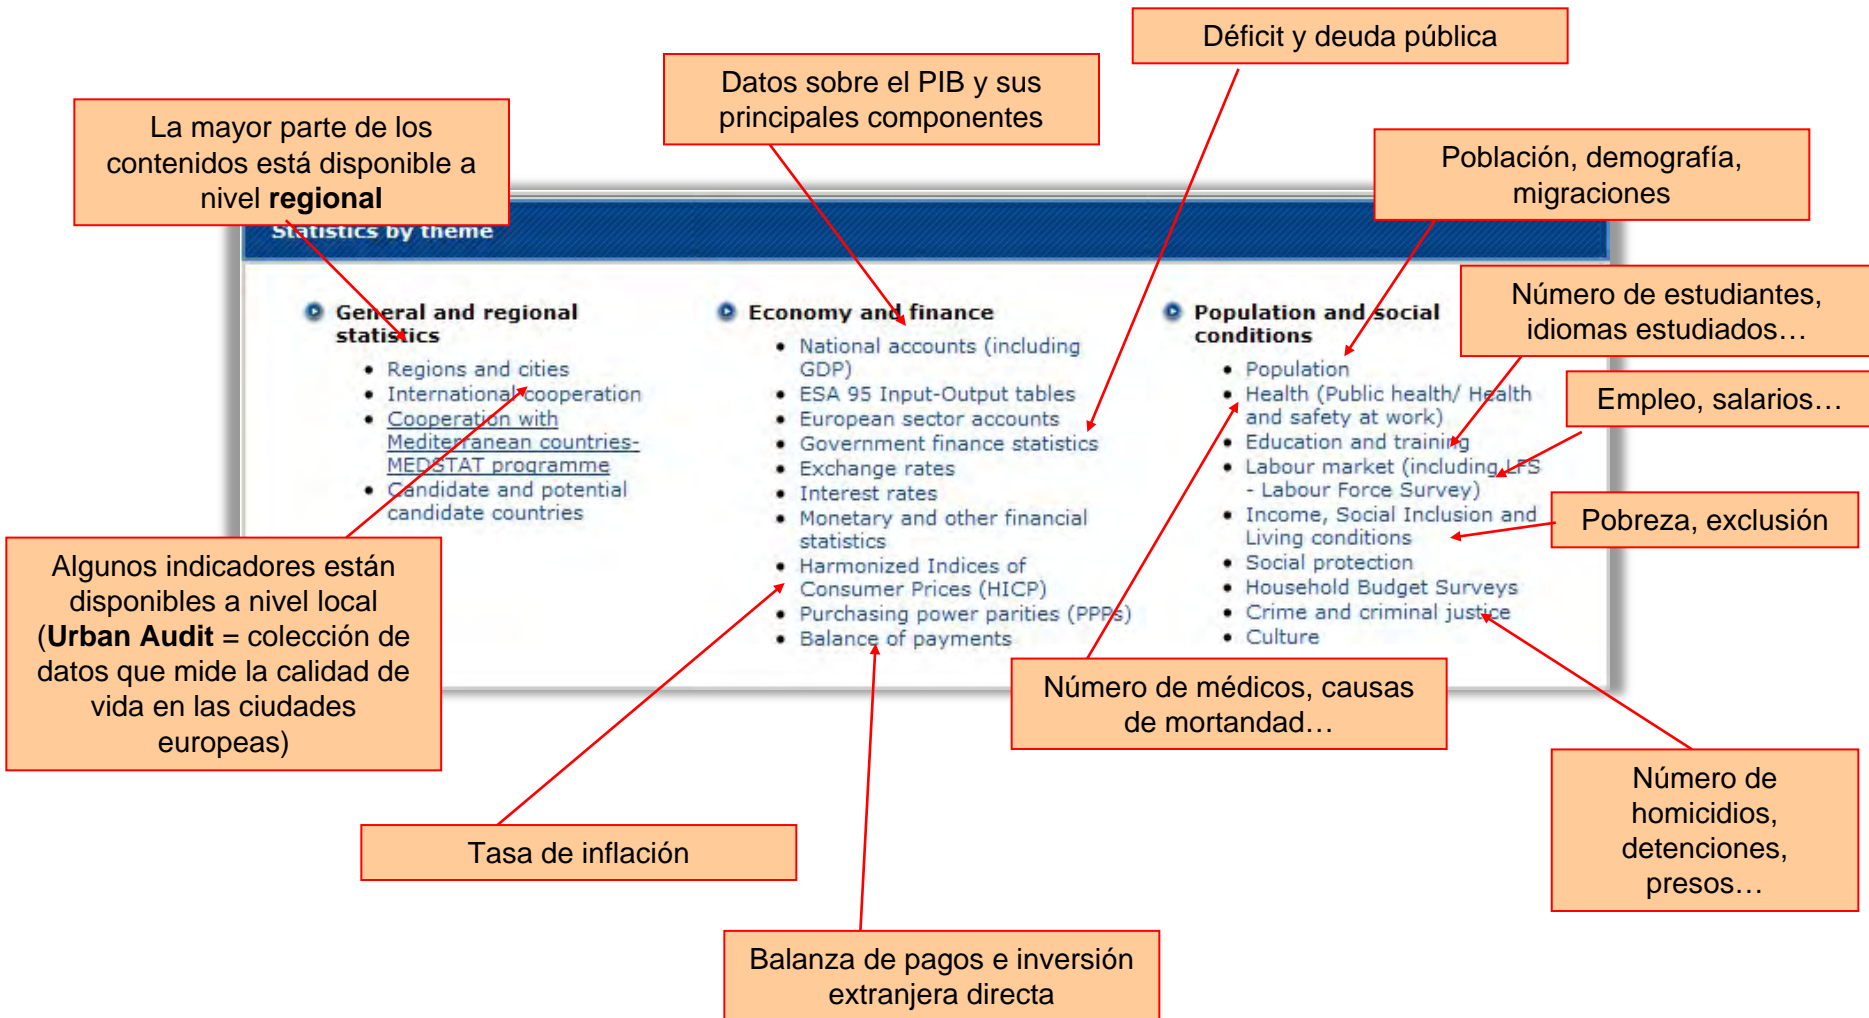 Déficit y deuda pública
Datos sobre el PIB y sus
principales componentes
La mayor parte de los
contenidos está disponible a
nivel regional
Población, demografía,
migraciones
Statistics by theme
General and regional
statistics
Regions and cities
International cooperation
Cooperation with
Mediterranean countries-
MEDSTAT programme
Candidate and potential
candidate countries
Economy and finance
National accounts (including
GDP)
ESA 95 Input-Output tables
European sector accounts
Government finance statistics
Exchange rates
Interest rates
Monetary and other financial
statistics
Harmonized Indices of
Consumer Prices (HICP)
Purchasing power parities (PPPs)
Balance of payments
Population and social
conditions
Population
Health (Public health/ Health
and safety at work)
Education and training
Labour market (including LFS
- Labour Force Survey)
Income, Social Inclusion and
Living conditions
Social protection
Household Budget Surveys
Crime and criminal justice
Culture
Número de estudiantes,
idiomas estudiados…
Empleo, salarios…
Pobreza, exclusión
Algunos indicadores están
disponibles a nivel local
(Urban Audit = colección de
datos que mide la calidad de
vida en las ciudades
europeas)
Número de médicos, causas
de mortandad…
Número de
homicidios,
detenciones,
presos…
Tasa de inflación
Balanza de pagos e inversión
extranjera directa